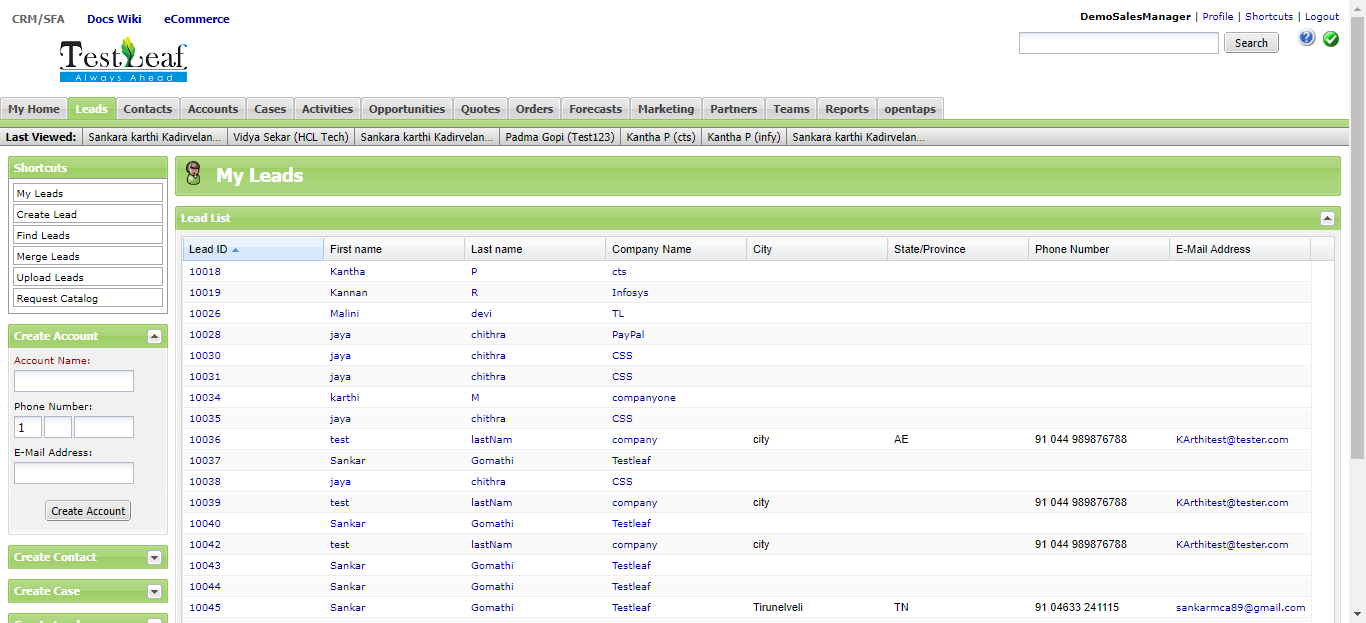 CRM/SFA Docs Wiki eCommerce
DemoSalesManager | Profile | Shortcuts | Logout
TestLeaf
Always Ahead
Search
My Home Leads Contacts Accounts Cases Activities Opportunities Quotes Orders Forecasts Marketing Partners Teams Reports opentaps
Last Viewed: Sankara karthi Kadirvelan... Vidya Sekar (HCL Tech) Sankara karthi Kadirvelan... Padma Gopi (Test123) Kantha P (cts) Kantha P (infy) Sankara karthi Kadirvelan...
Shortcuts
My Leads
Create Lead
Find Leads
Merge Leads
Upload Leads
Request Catalog
Create Account
Account Name:
Phone Number:
1
E-Mail Address:
Create Account
Create Contact
Create Case
My Leads
Lead List
Lead ID First name Last name Company Name City State/Province Phone Number E-Mail Address
10018 Kantha P cts
10019 Kannan R Infosys
10026 Malini devi TL
10028 jaya chithra PayPal
10030 jaya chithra CSS
10031 jaya chithra CSS
10034 karthi M companyone
10035 jaya chithra CSS
10036 test lastNam company city AE 91 044 989876788 KArthitest@tester.com
10037 Sankar Gomathi Testleaf
10038 jaya chithra CSS
10039 test lastNam company city 91 044 989876788 KArthitest@tester.com
10040 Sankar Gomathi Testleaf
10042 test lastNam company city 91 044 989876788 KArthitest@tester.com
10043 Sankar Gomathi Testleaf
10044 Sankar Gomathi Testleaf
10045 Sankar Gomathi Testleaf Tirunelveli TN 91 04633 241115 sankarmca89@gmail.com